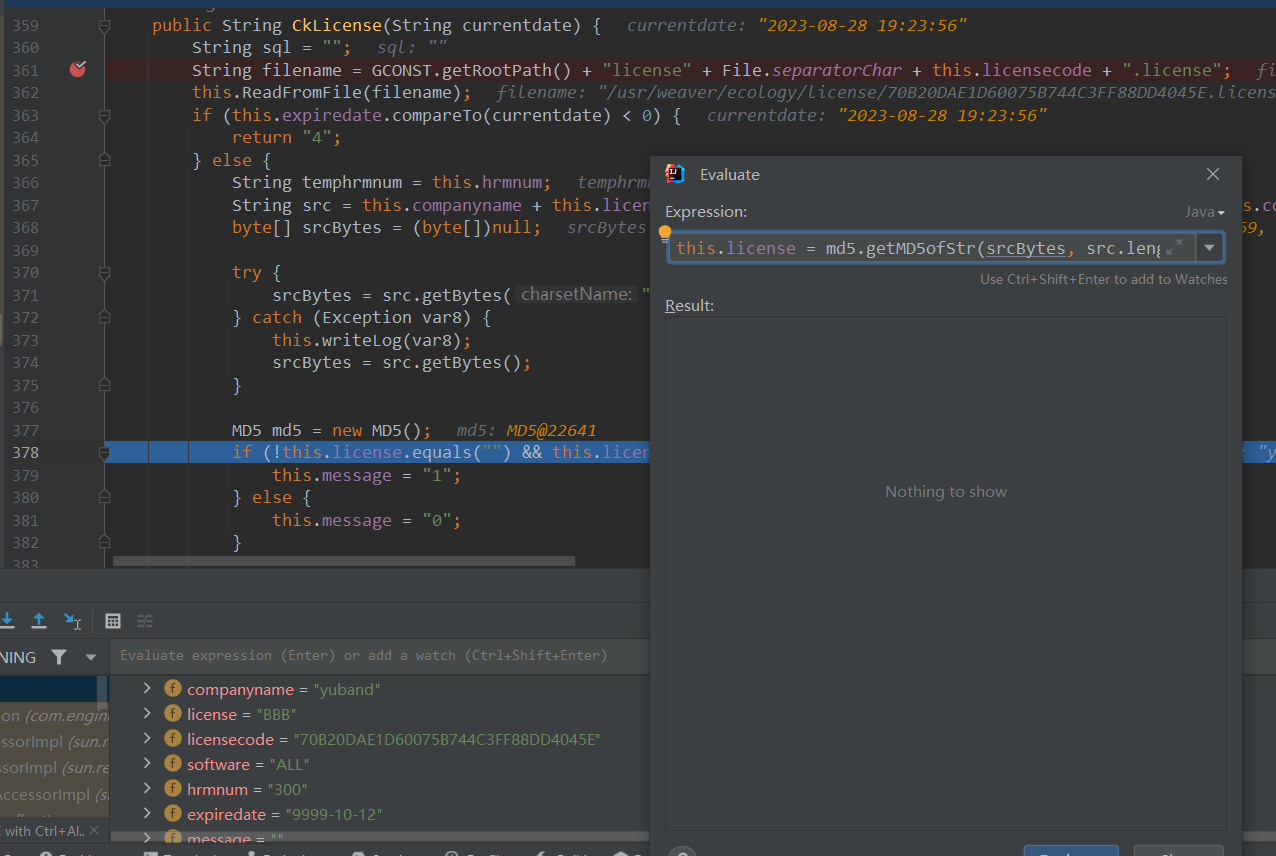 359 public String CkLicense(String currentdate) { currentdate: "2023-08-28 19:23:56"
360 String sql = ""; sql: ""
361 String filename = GCONST.getRootPath() + "license" + File.separatorChar + this.licensecode + ".license"; fi
362 this.ReadFromFile(filename); filename: "/usr/weaver/ecology/license/70B20DAE1D60075B744C3FF88DD4045E.licens
363 if (this.expiredate.compareTo(currentdate) < 0) { currentdate: "2023-08-28 19:23:56"
364 return "4";
365 } else {
366 String temphrmnum = this.hrmnum; temphrm
367 String src = this.companyname + this.licen s.co
368 byte[] srcBytes = (byte[])null; srcBytes 59,
369
370 try {
371 srcBytes = src.getBytes( charsetName: "
372 } catch (Exception var8) {
373 this.writeLog(var8);
374 srcBytes = src.getBytes();
375 }
376
377 MD5 md5 = new MD5(); md5: MD5@22641
378 if (!this.license.equals("") && this.licen "y
379 this.message = "1";
380 } else {
381 this.message = "0";
382 }
383
Evaluate
Expression:
Java
this.license = md5.getMD5ofStr(srcBytes, src.leng
Use Ctrl+Shift+Enter to add to Watches
Result:
Nothing to show
NING
Evaluate expression (Enter) or add a watch (Ctrl+Shift+Enter)
companyname = "yuband"
license = "BBB"
licensecode = "70B20DAE1D60075B744C3FF88DD4045E"
software = "ALL"
hrmnum = "300"
expiredate = "9999-10-12"
message = ""
on (com.engin
essorImpl (sun.r
ssorImpl (sun.re
AccessorImpl (s
E with Ctrl+Al..